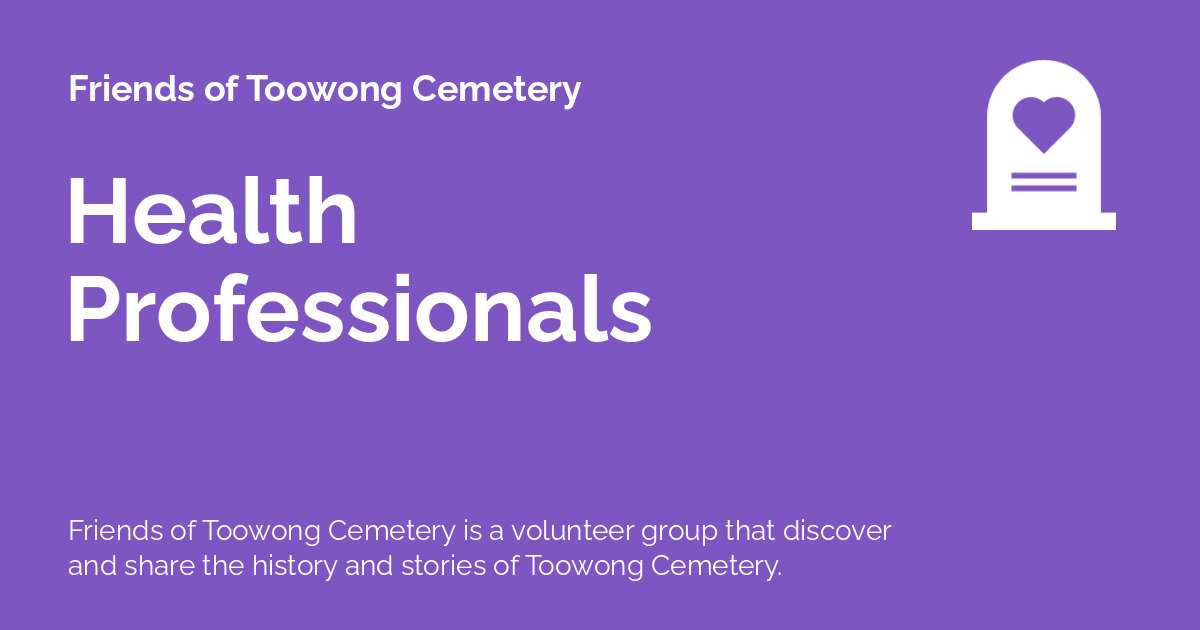 Friends of Toowong Cemetery
Health
Professionals
Friends of Toowong Cemetery is a volunteer group that discover
and share the history and stories of Toowong Cemetery.